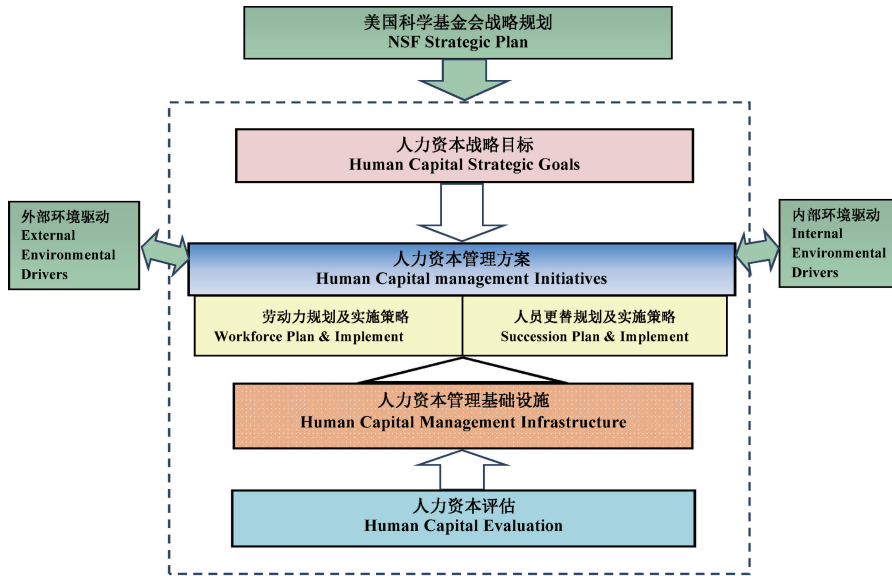 美国科学基金会战略规划
NSF Strategic Plan
人力资本战略目标
Human Capital Strategic Goals
外部环境驱动
External
Environmental
Drivers
内部环境驱动
Internal
Environmental
Drivers
人力资本管理方案
Human Capital management Initiatives
劳动力规划及实施策略
Workforce Plan & Implement
人员更替规划及实施策略
Succession Plan & Implement
人力资本管理基础设施
Human Capital Management Infrastructure
人力资本评估
Human Capital Evaluation